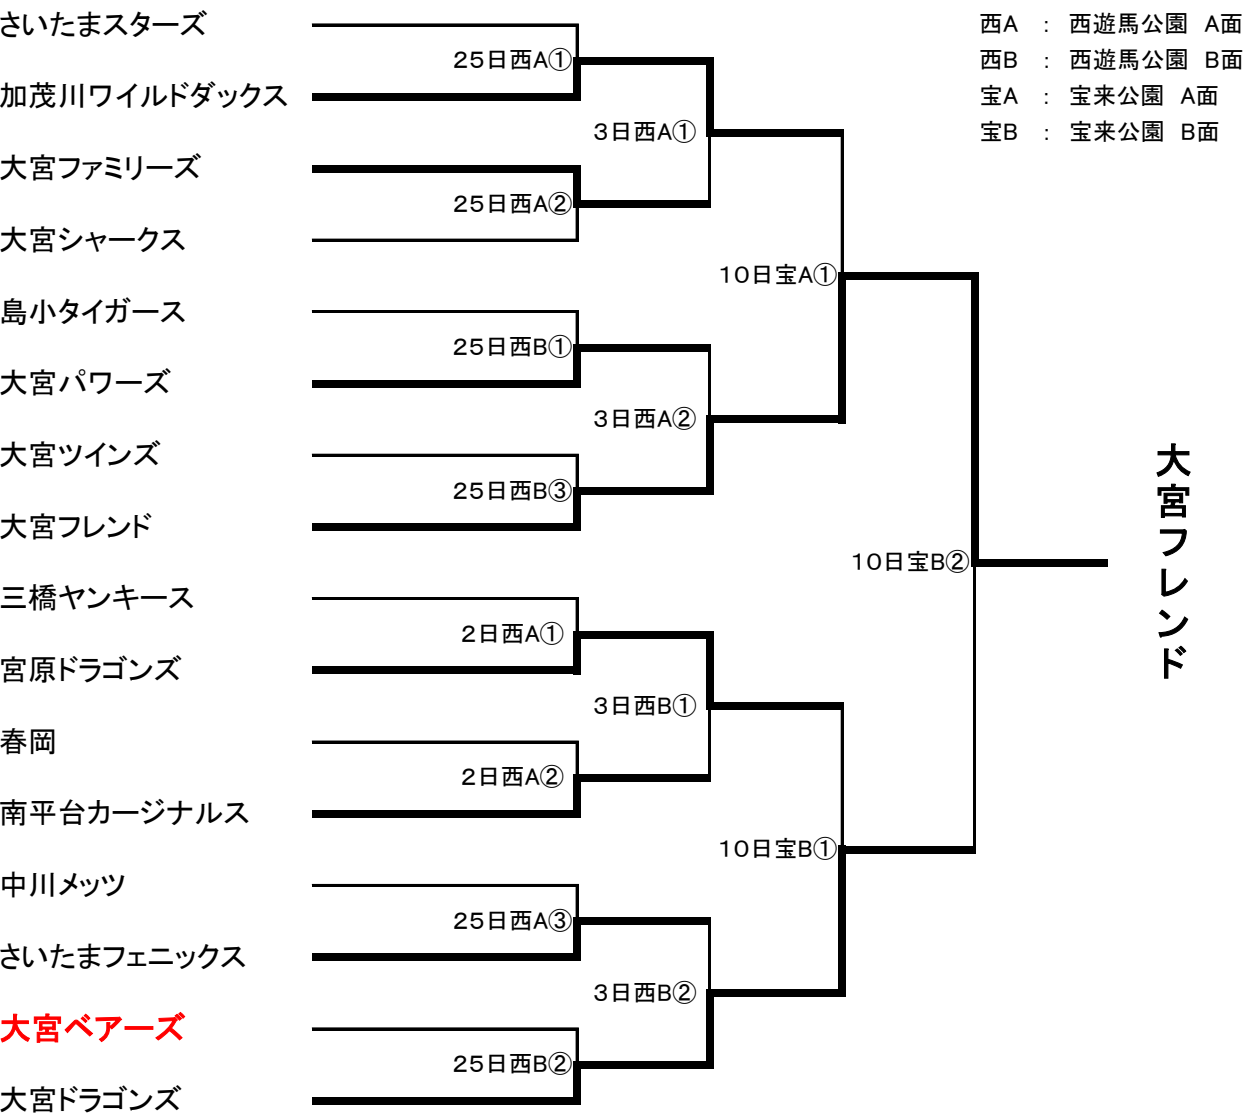 さいたまスターズ
加茂川ワイルドダックス
大宮ファミリーズ
大宮シャークス
島小タイガース
大宮パワーズ
大宮ツインズ
大宮フレンド
三橋ヤンキース
宮原ドラゴンズ
春岡
南平台カージナルス
中川メッツ
さいたまフェニックス
大宮ベアーズ
大宮ドラゴンズ
25日西A①
25日西A②
25日西B①
25日西B③
2日西A①
2日西A②
25日西A③
25日西B②
3日西A①
3日西A②
3日西B①
3日西B②
10日宝A①
10日宝B①
10日宝B②
大宮フレンド
西A : 西遊馬公園 A面
西B : 西遊馬公園 B面
宝A : 宝来公園 A面
宝B : 宝来公園 B面